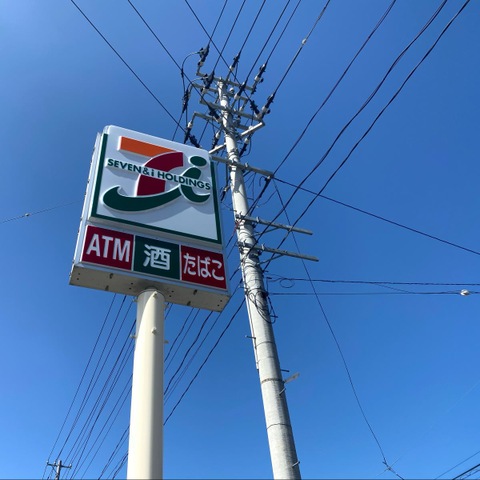 SEVEN & i HOLDINGS
ATM 酒 たばこ